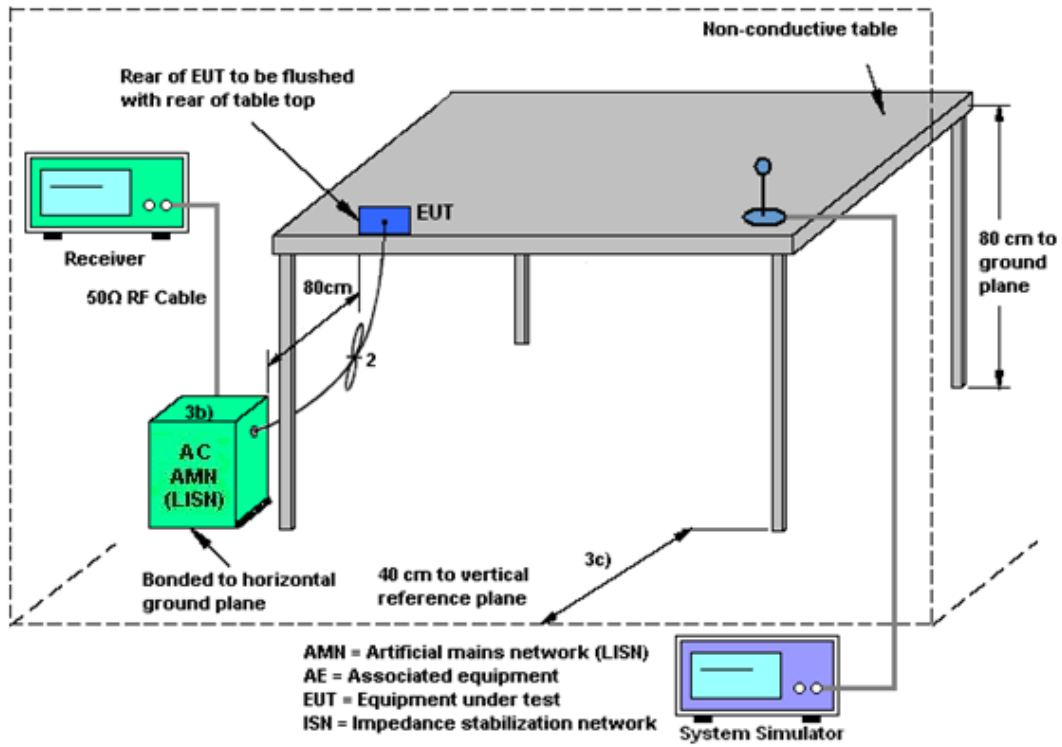 Non-conductive table
Rear of EUT to be flushed
with rear of table top
EUT
Receiver
80cm
80 cm to
ground
plane
50Ω RF Cable
2
3b)
AC
AMN
(LISN)
3c)
Bonded to horizontal
ground plane
40 cm to vertical
reference plane
AMN = Artificial mains network (LISN)
AE = Associated equipment
EUT = Equipment under test
ISN = Impedance stabilization network
System Simulator